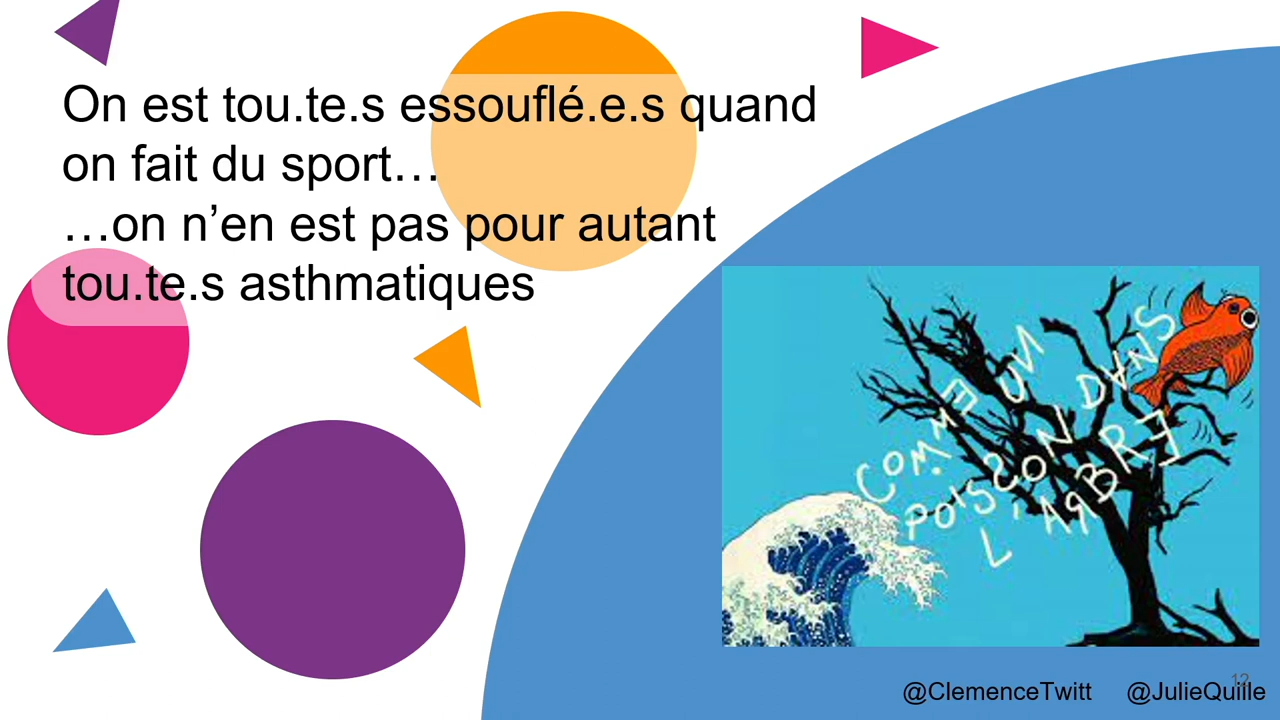 On est tou.te.s essouflé.e.s quand
on fait du sport…
…on n’en est pas pour autant
tou.te.s asthmatiques
COMME UN
POISSON DANS
L'ARBRE
12
@ClemenceTwitt @JulieQuille